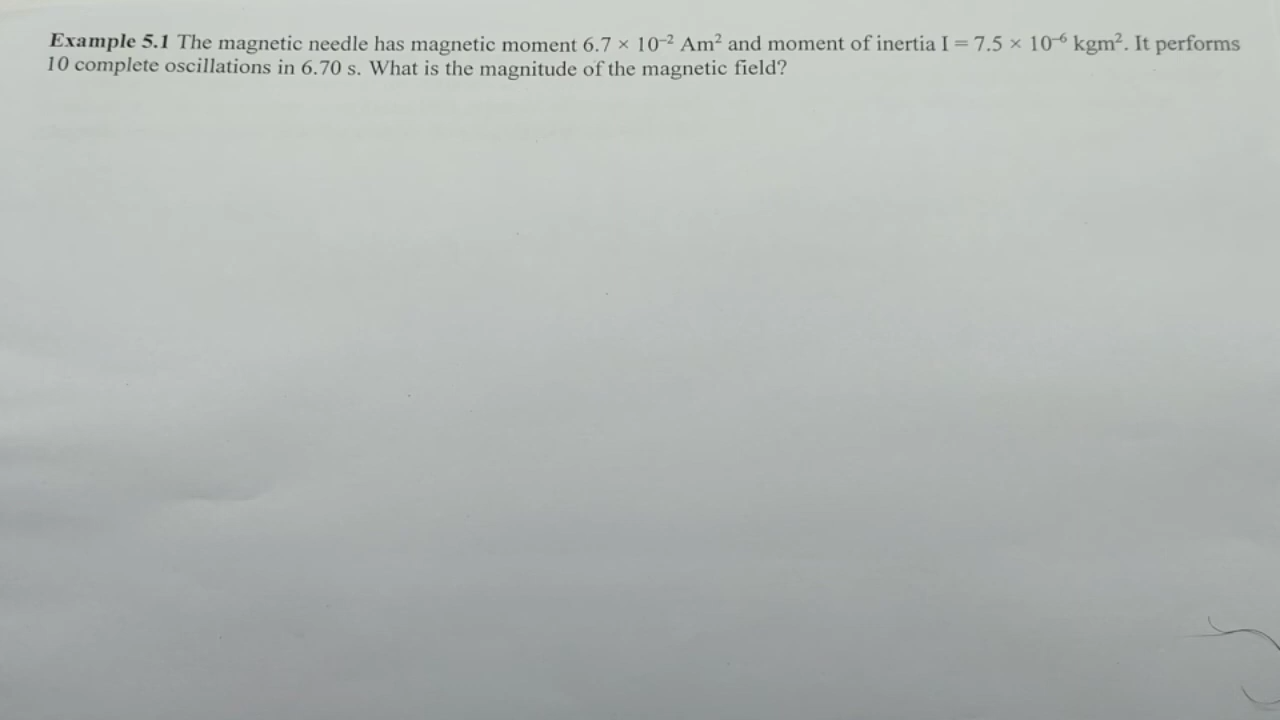 Example 5.1 The magnetic needle has magnetic moment 6.7 × 10⁻² Am² and moment of inertia I = 7.5 × 10⁻⁶ kgm². It performs
10 complete oscillations in 6.70 s. What is the magnitude of the magnetic field?